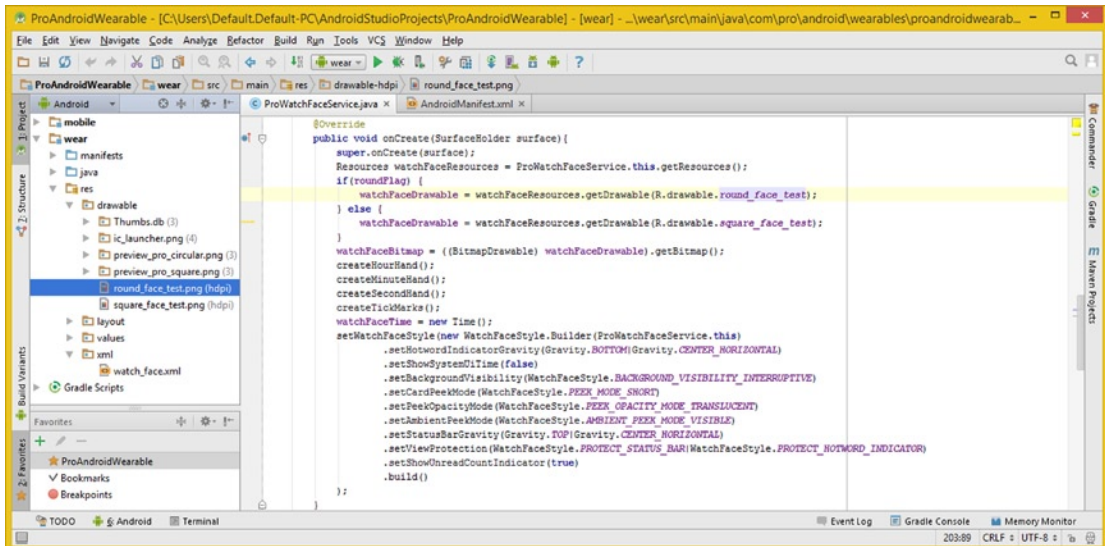 ProAndroidWearable - [C:\Users\Default.Default-PC\AndroidStudioProjects\ProAndroidWearable] - [wear] - ...\wear\src\main\java\com\pro\android\wearables\proandroidwearab...
File Edit View Navigate Code Analyze Refactor Build Run Tools VCS Window Help
wear
ProAndroidWearable wear src main res drawable-hdpi round_face_test.png
Android
ProWatchFaceService.java × AndroidManifest.xml ×
1: Project
2: Structure
Build Variants
2: Favorites
mobile
wear
manifests
java
res
drawable
Thumbs.db (3)
ic_launcher.png (4)
preview_pro_circular.png (3)
preview_pro_square.png (3)
round_face_test.png (hdpi)
square_face_test.png (hdpi)
layout
values
xml
watch_face.xml
Gradle Scripts
Favorites
ProAndroidWearable
Bookmarks
Breakpoints
@Override
public void onCreate(SurfaceHolder surface){
super.onCreate(surface);
Resources watchFaceResources = ProWatchFaceService.this.getResources();
if(roundFlag) {
watchFaceDrawable = watchFaceResources.getDrawable(R.drawable.round_face_test);
} else {
watchFaceDrawable = watchFaceResources.getDrawable(R.drawable.square_face_test);
}
watchFaceBitmap = ((BitmapDrawable) watchFaceDrawable).getBitmap();
createHourHand();
createMinuteHand();
createSecondHand();
createTickMarks();
watchFaceTime = new Time();
setWatchFaceStyle(new WatchFaceStyle.Builder(ProWatchFaceService.this)
.setHotwordIndicatorGravity(Gravity.BOTTOM|Gravity.CENTER_HORIZONTAL)
.setShowSystemUiTime(false)
.setBackgroundVisibility(WatchFaceStyle.BACKGROUND_VISIBILITY_INTERRUPTIVE)
.setCardPeekMode(WatchFaceStyle.PEEK_MODE_SHORT)
.setPeekOpacityMode(WatchFaceStyle.PEEK_OPACITY_MODE_TRANSLUCENT)
.setAmbientPeekMode(WatchFaceStyle.AMBIENT_PEEK_MODE_VISIBLE)
.setStatusBarGravity(Gravity.TOP|Gravity.CENTER_HORIZONTAL)
.setViewProtection(WatchFaceStyle.PROTECT_STATUS_BAR|WatchFaceStyle.PROTECT_HOTWORD_INDICATOR)
.setShowUnreadCountIndicator(true)
.build()
);
}
Commander
Gradle
Maven Projects
TODO 6: Android Terminal Event Log Gradle Console Memory Monitor
203:89 CRLF UTF-8